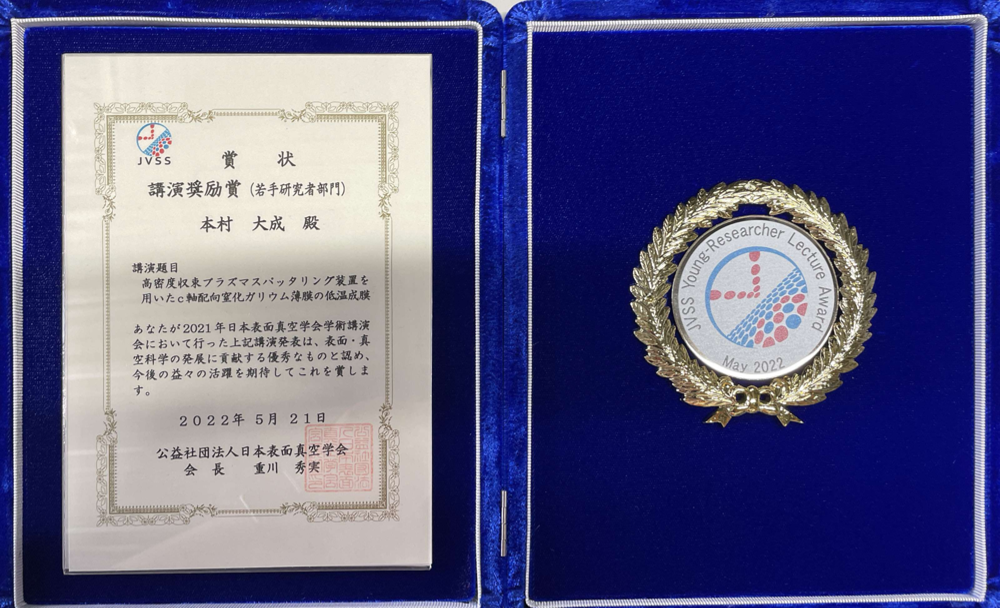 JVSS
賞 状
講演奨励賞(若手研究者部門)
本村 大成 殿
講演題目
高密度収束プラズマスパッタリング装置を
用いたc軸配向窒化ガリウム薄膜の低温成膜
あなたが2021年日本表面真空学会学術講演
会において行った上記講演発表は、表面・真
空科学の発展に貢献する優秀なものと認め、
今後の益々の活躍を期待してこれを賞しま
す。
2022年 5月 21日
公益社団法人日本表面真空学会
会 長 重川 秀実
JVSS Young-Researcher Lecture Award
May 2022